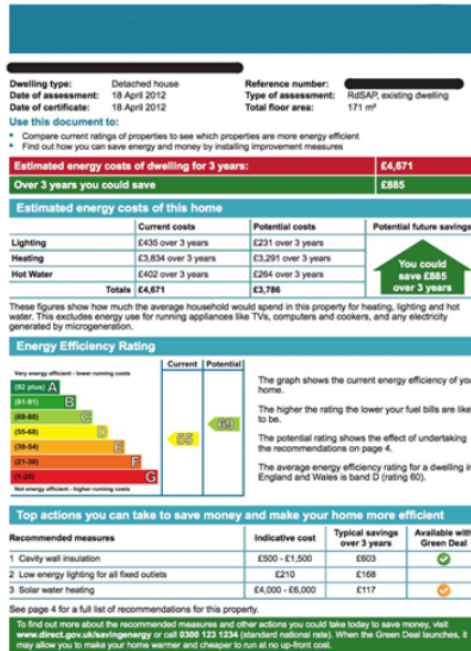 Dwelling type: Detached house Reference number:
Date of assessment: 18 April 2012 Type of assessment: RdSAP, existing dwelling
Date of certificate: 18 April 2012 Total floor area: 171 m²
Use this document to:
• Compare current ratings of properties to see which properties are more energy efficient
• Find out how you can save energy and money by installing improvement measures
Estimated energy costs of dwelling for 3 years: £4,671
Over 3 years you could save £885
Estimated energy costs of this home
Current costs Potential costs Potential future savings
Lighting £435 over 3 years £231 over 3 years
Heating £3,834 over 3 years £3,291 over 3 years
Hot Water £402 over 3 years £264 over 3 years
Totals £4,671 £3,786
You could
save £885
over 3 years
These figures show how much the average household would spend in this property for heating, lighting and hot
water. This excludes energy use for running appliances like TVs, computers and cookers, and any electricity
generated by microgeneration.
Energy Efficiency Rating
Current Potential
Very energy efficient - lower running costs
(92 plus) A
(81-91) B
(69-80) C
(55-68) D
(39-54) E
(21-38) F
(1-20) G
Not energy efficient - higher running costs
55
69
The graph shows the current energy efficiency of you
home.
The higher the rating the lower your fuel bills are like
to be.
The potential rating shows the effect of undertaking
the recommendations on page 4.
The average energy efficiency rating for a dwelling in
England and Wales is band D (rating 60).
Top actions you can take to save money and make your home more efficient
Recommended measures Indicative cost Typical savings over 3 years Available with Green Deal
1 Cavity wall insulation £500 - £1,500 £603
2 Low energy lighting for all fixed outlets £210 £168
3 Solar water heating £4,000 - £6,000 £117
See page 4 for a full list of recommendations for this property.
To find out more about the recommended measures and other actions you could take today to save money, visit
www.direct.gov.uk/savingenergy or call 0300 123 1234 (standard national rate). When the Green Deal launches, it
may allow you to make your home warmer and cheaper to run at no up-front cost.